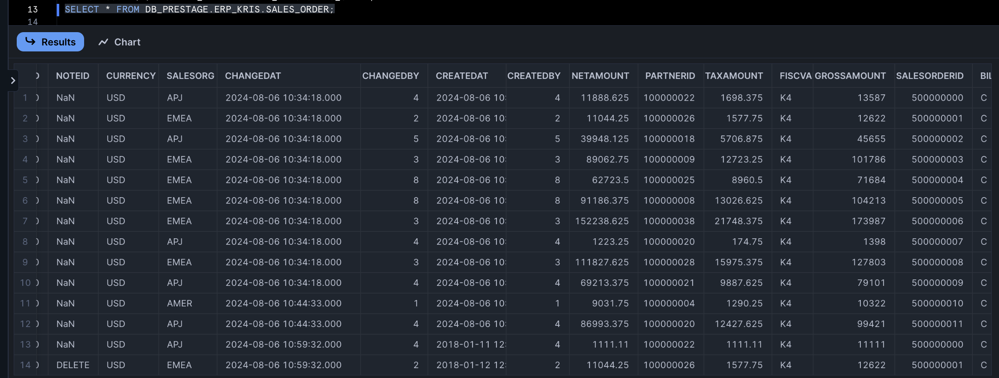 13 SELECT * FROM DB_PRESTAGE.ERP_KRIS.SALES_ORDER;
14
Results Chart
NOTEID CURRENCY SALESORG CHANGEDAT CHANGEDBY CREATEDAT CREATEDBY NETAMOUNT PARTNERID TAXAMOUNT FISCVA GROSSAMOUNT SALESORDERID BIL
1 NaN USD APJ 2024-08-06 10:34:18.000 4 2024-08-06 10: 4 11888.625 100000022 1698.375 K4 13587 500000000 C
2 NaN USD EMEA 2024-08-06 10:34:18.000 2 2024-08-06 10: 2 11044.25 100000026 1577.75 K4 12622 500000001 C
3 NaN USD APJ 2024-08-06 10:34:18.000 5 2024-08-06 10: 5 39948.125 100000018 5706.875 K4 45655 500000002 C
4 NaN USD EMEA 2024-08-06 10:34:18.000 3 2024-08-06 10: 3 89062.75 100000009 12723.25 K4 101786 500000003 C
5 NaN USD EMEA 2024-08-06 10:34:18.000 8 2024-08-06 10: 8 62723.5 100000025 8960.5 K4 71684 500000004 C
6 NaN USD EMEA 2024-08-06 10:34:18.000 8 2024-08-06 10: 8 91186.375 100000008 13026.625 K4 104213 500000005 C
7 NaN USD EMEA 2024-08-06 10:34:18.000 3 2024-08-06 10: 3 152238.625 100000038 21748.375 K4 173987 500000006 C
8 NaN USD APJ 2024-08-06 10:34:18.000 4 2024-08-06 10: 4 1223.25 100000020 174.75 K4 1398 500000007 C
9 NaN USD EMEA 2024-08-06 10:34:18.000 3 2024-08-06 10: 3 111827.625 100000028 15975.375 K4 127803 500000008 C
10 NaN USD APJ 2024-08-06 10:34:18.000 4 2024-08-06 10: 4 69213.375 100000021 9887.625 K4 79101 500000009 C
11 NaN USD AMER 2024-08-06 10:44:33.000 1 2024-08-06 10: 1 9031.75 100000004 1290.25 K4 10322 500000010 C
12 NaN USD APJ 2024-08-06 10:44:33.000 4 2024-08-06 10: 4 86993.375 100000020 12427.625 K4 99421 500000011 C
13 NaN USD APJ 2024-08-06 10:59:32.000 4 2018-01-11 12: 4 1111.11 100000022 1111.11 K4 11111 500000000 C
14 DELETE USD EMEA 2024-08-06 10:59:32.000 2 2018-01-12 12: 2 11044.25 100000026 1577.75 K4 12622 500000001 C